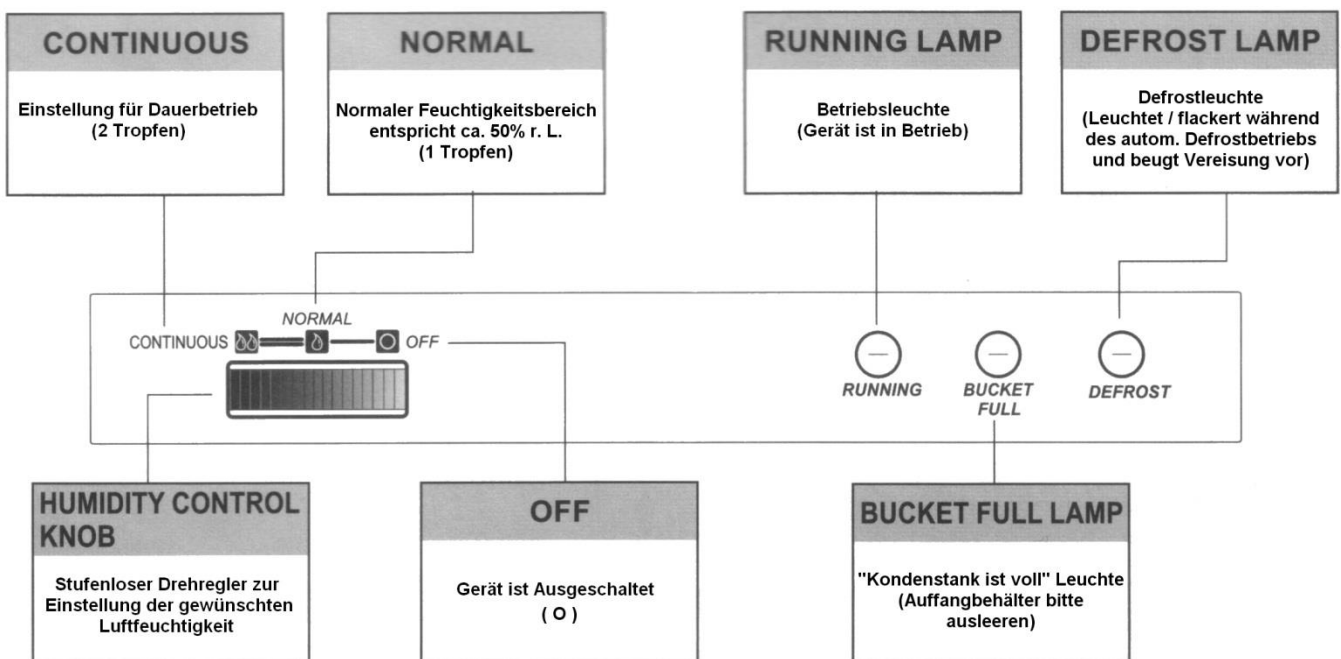 CONTINUOUS
Einstellung für Dauerbetrieb
(2 Tropfen)
NORMAL
Normaler Feuchtigkeitsbereich
entspricht ca. 50% r. L.
(1 Tropfen)
RUNNING LAMP
Betriebsleuchte
(Gerät ist in Betrieb)
DEFROST LAMP
Defrostleuchte
(Leuchtet / flackert während
des autom. Defrostbetriebs
und beugt Vereisung vor)
NORMAL
CONTINUOUS
OFF
RUNNING
BUCKET
FULL
DEFROST
HUMIDITY CONTROL
KNOB
Stufenloser Drehregler zur
Einstellung der gewünschten
Luftfeuchtigkeit
OFF
Gerät ist Ausgeschaltet
( O )
BUCKET FULL LAMP
"Kondenstank ist voll" Leuchte
(Auffangbehälter bitte
ausleeren)